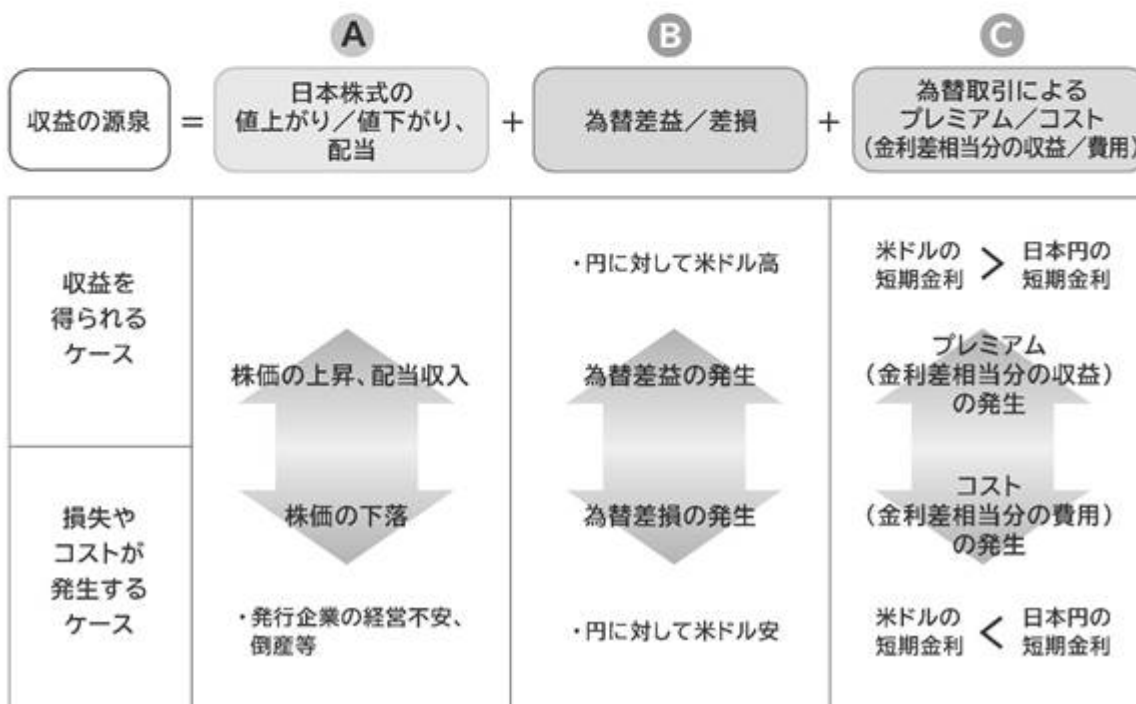 A
B
C
収益の源泉
=
日本株式の
値上がり／値下がり、
配当
+
為替差益／差損
+
為替取引による
プレミアム／コスト
（金利差相当分の収益／費用）
収益を
得られる
ケース
株価の上昇、配当収入
・円に対して米ドル高
為替差益の発生
米ドルの
短期金利
>
日本円の
短期金利
プレミアム
（金利差相当分の収益）
の発生
損失や
コストが
発生する
ケース
株価の下落
・発行企業の経営不安、
倒産等
為替差損の発生
・円に対して米ドル安
コスト
（金利差相当分の費用）
の発生
米ドルの
短期金利
<
日本円の
短期金利